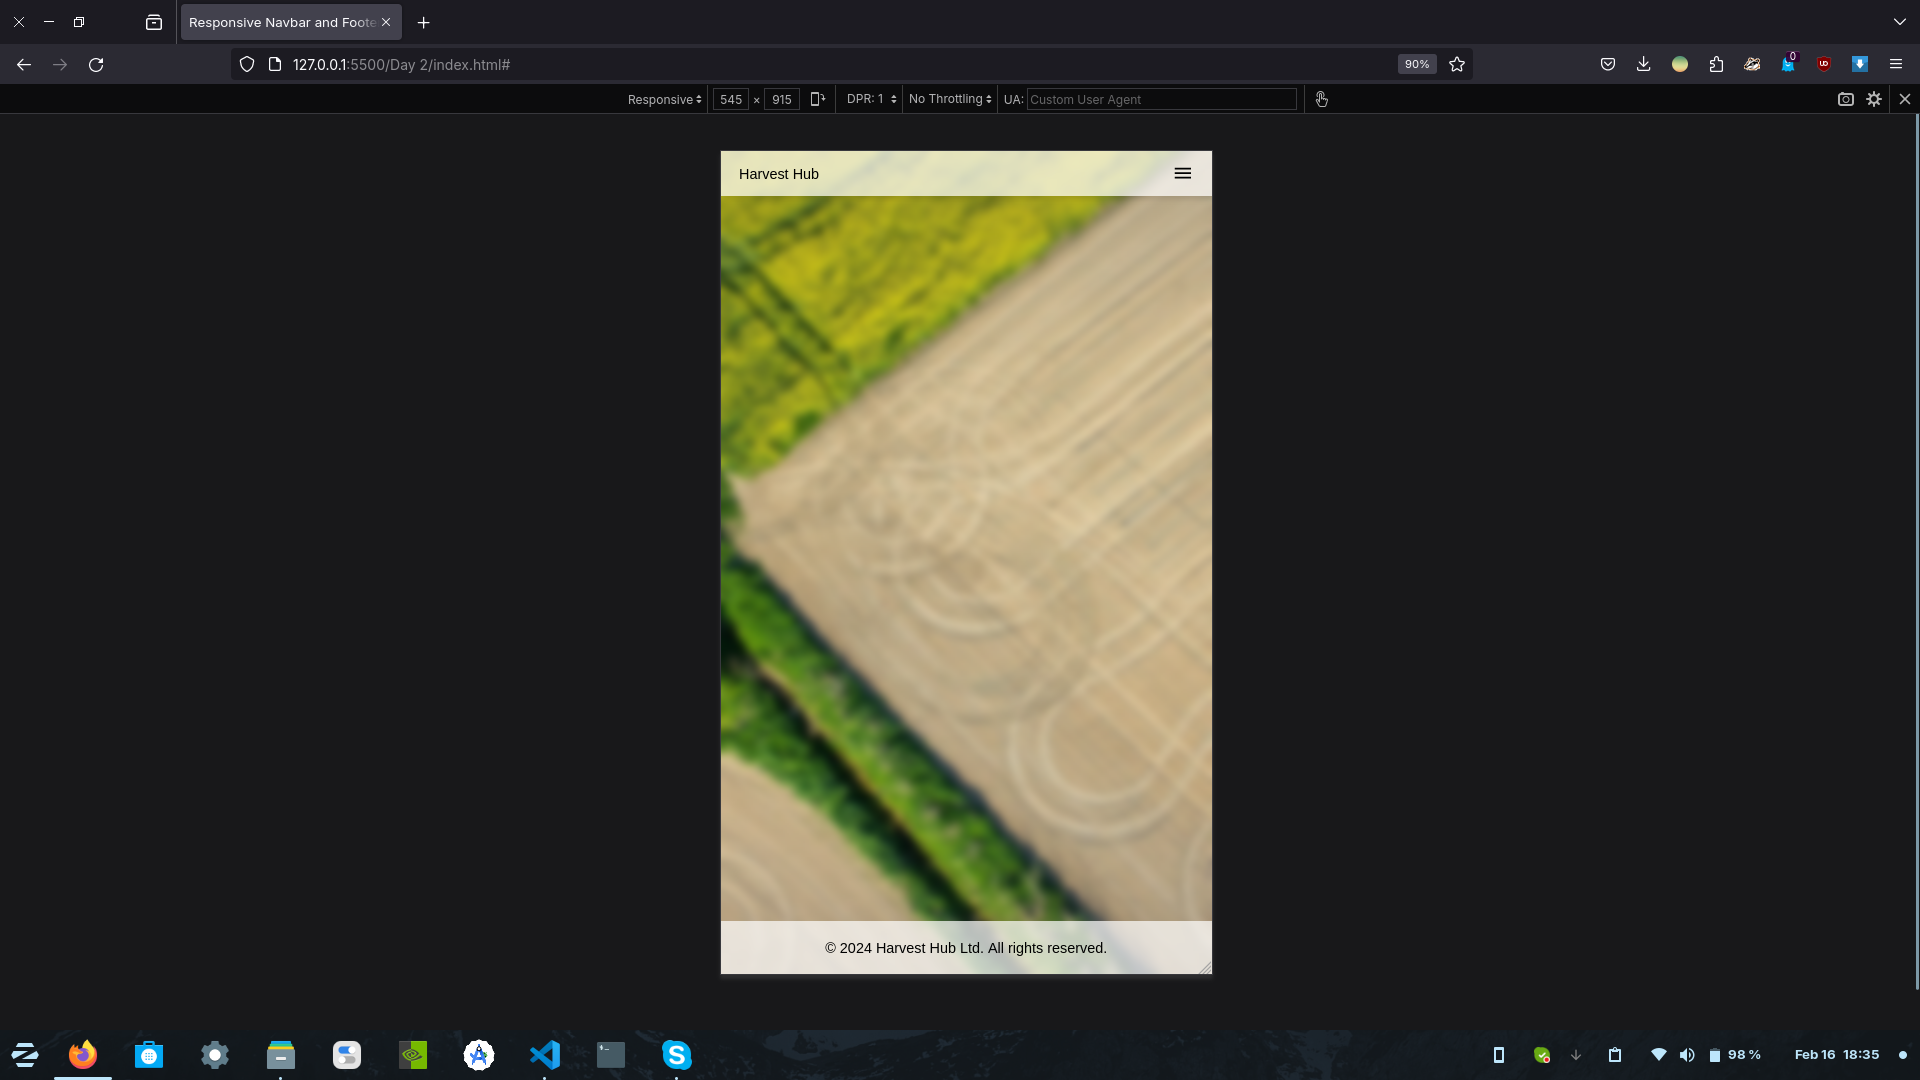 Responsive Navbar and Foote
90%
127.0.0.1:5500/Day 2/index.html#
0
Responsive 545 × 915 DPR: 1 No Throttling UA: Custom User Agent
Harvest Hub
© 2024 Harvest Hub Ltd. All rights reserved.
98 % Feb 16 18:35